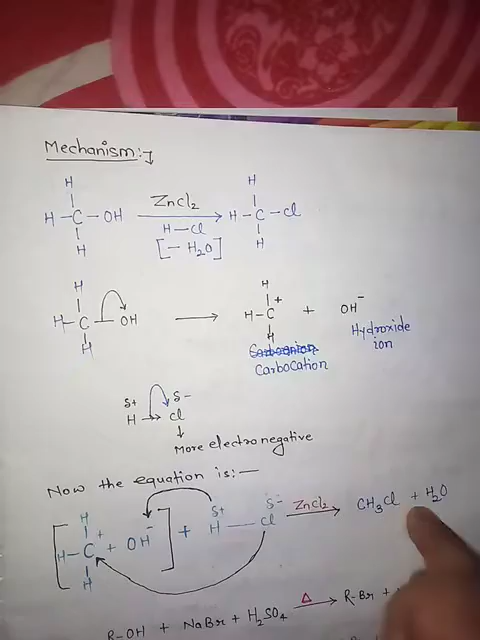 Mechanism:-
H
ZnCl₂
H
H-C-OH
H-C-Cl
H-Cl
H
[-H₂O]
H
H
H
H-C-OH → H-C⁺ + OH⁻
H
H
Hydroxide
ion
Carbanion
Carbocation
δ+ δ-
H →→ Cl
↓
More electronegative
Now the equation is:—
H δ+ δ-
[H-C⁺ + OH⁻] + H — Cl ZnCl₂ → CH₃Cl + H₂O
H
R-OH + NaBr + H₂SO₄ Δ → R-Br +